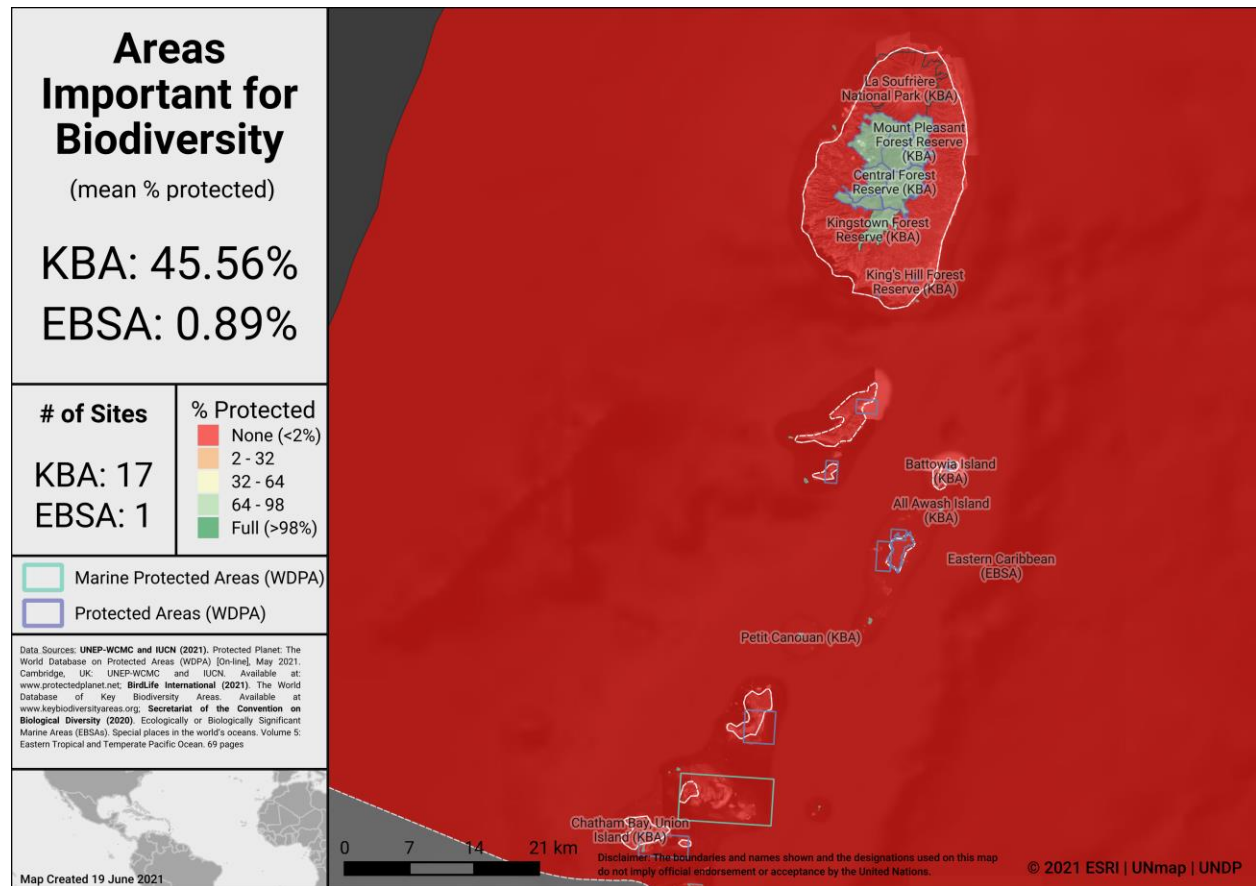 Areas
Important for
Biodiversity
(mean % protected)
KBA: 45.56%
EBSA: 0.89%
# of Sites
KBA: 17
EBSA: 1
% Protected
None (<2%)
2 - 32
32 - 64
64 - 98
Full (>98%)
Marine Protected Areas (WDPA)
Protected Areas (WDPA)
Data Sources: UNEP-WCMC and IUCN (2021). Protected Planet: The
World Database on Protected Areas (WDPA) [On-line], May 2021.
Cambridge, UK: UNEP-WCMC and IUCN. Available at:
www.protectedplanet.net; BirdLife International (2021). The World
Database of Key Biodiversity Areas. Available at
www.keybiodiversityareas.org; Secretariat of the Convention on
Biological Diversity (2020). Ecologically or Biologically Significant
Marine Areas (EBSAs). Special places in the world's oceans. Volume 5:
Eastern Tropical and Temperate Pacific Ocean. 69 pages
Map Created 19 June 2021
La Soufrière
National Park (KBA)
Mount Pleasant
Forest Reserve
(KBA)
Central Forest
Reserve (KBA)
Kingstown Forest
Reserve (KBA)
King's Hill Forest
Reserve (KBA)
Battowia Island
(KBA)
All Awash Island
(KBA)
Eastern Caribbean
(EBSA)
Petit Canouan (KBA)
Chatham Bay, Union
Island (KBA)
0 7 14 21 km
Disclaimer: The boundaries and names shown and the designations used on this map
do not imply official endorsement or acceptance by the United Nations.
© 2021 ESRI | UNmap | UNDP